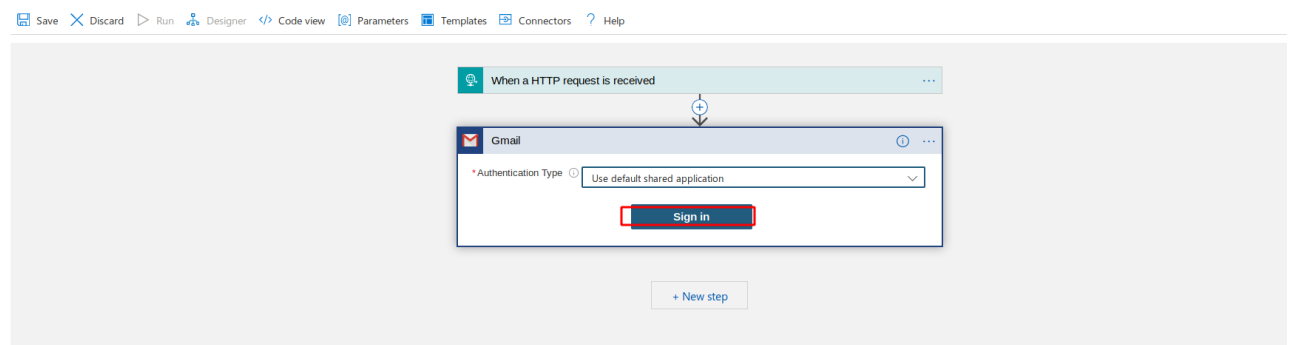 Save Discard Run Designer Code view Parameters Templates Connectors Help
When a HTTP request is received
Gmail
* Authentication Type Use default shared application
Sign in
+ New step